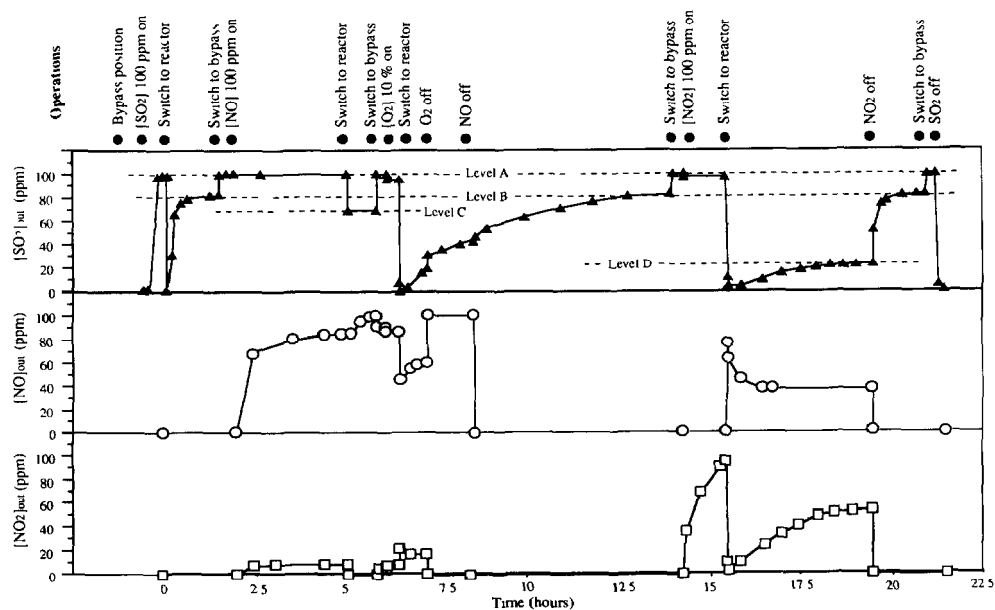 Operations
Bypass position
[SO2] 100 ppm on
Switch to reactor
Switch to bypass
[NO] 100 ppm on
Switch to reactor
Switch to bypass
[O2] 10 % on
Switch to reactor
O2 off
NO off
Switch to bypass
[NO2] 100 ppm on
Switch to reactor
NO2 off
Switch to bypass
SO2 off
[SO2]out (ppm)
100
80
60
40
20
0
Level A
Level B
Level C
Level D
[NO]out (ppm)
100
80
60
40
20
0
[NO2]out (ppm)
100
80
60
40
20
0
0 2.5 5 7.5 10 12.5 15 17 5 20 22 5
Time (hours)